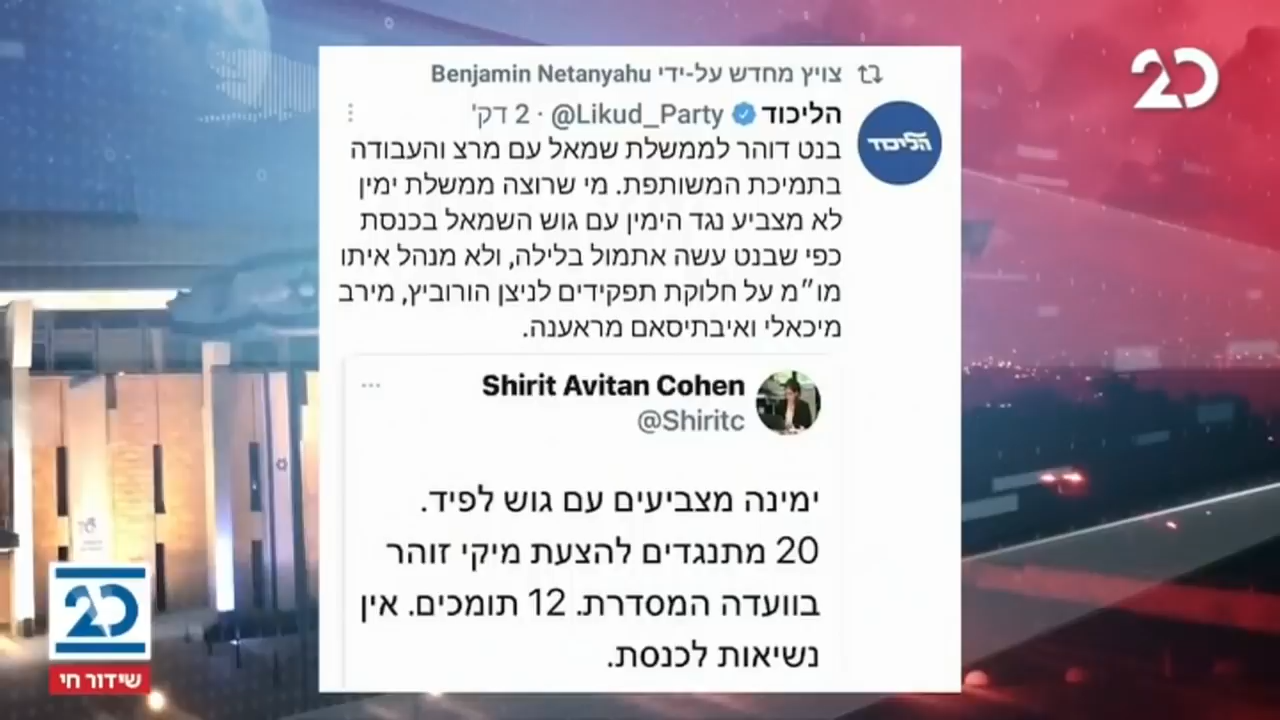 צויץ מחדש על-ידי Benjamin Netanyahu
הליכוד @Likud_Party · 2 דק'
הליכוד
בנט דוהר לממשלת שמאל עם מרצ והעבודה
בתמיכת המשותפת. מי שרוצה ממשלת ימין
לא מצביע נגד הימין עם גוש השמאל בכנסת
כפי שבנט עשה אתמול בלילה, ולא מנהל איתו
מו״מ על חלוקת תפקידים לניצן הורוביץ, מירב
מיכאלי ואיבתיסאם מראענה.
Shirit Avitan Cohen
@Shiritc
ימינה מצביעים עם גוש לפיד.
20 מתנגדים להצעת מיקי זוהר
בוועדה המסדרת. 12 תומכים. אין
נשיאות לכנסת.
20
20
שידור חי